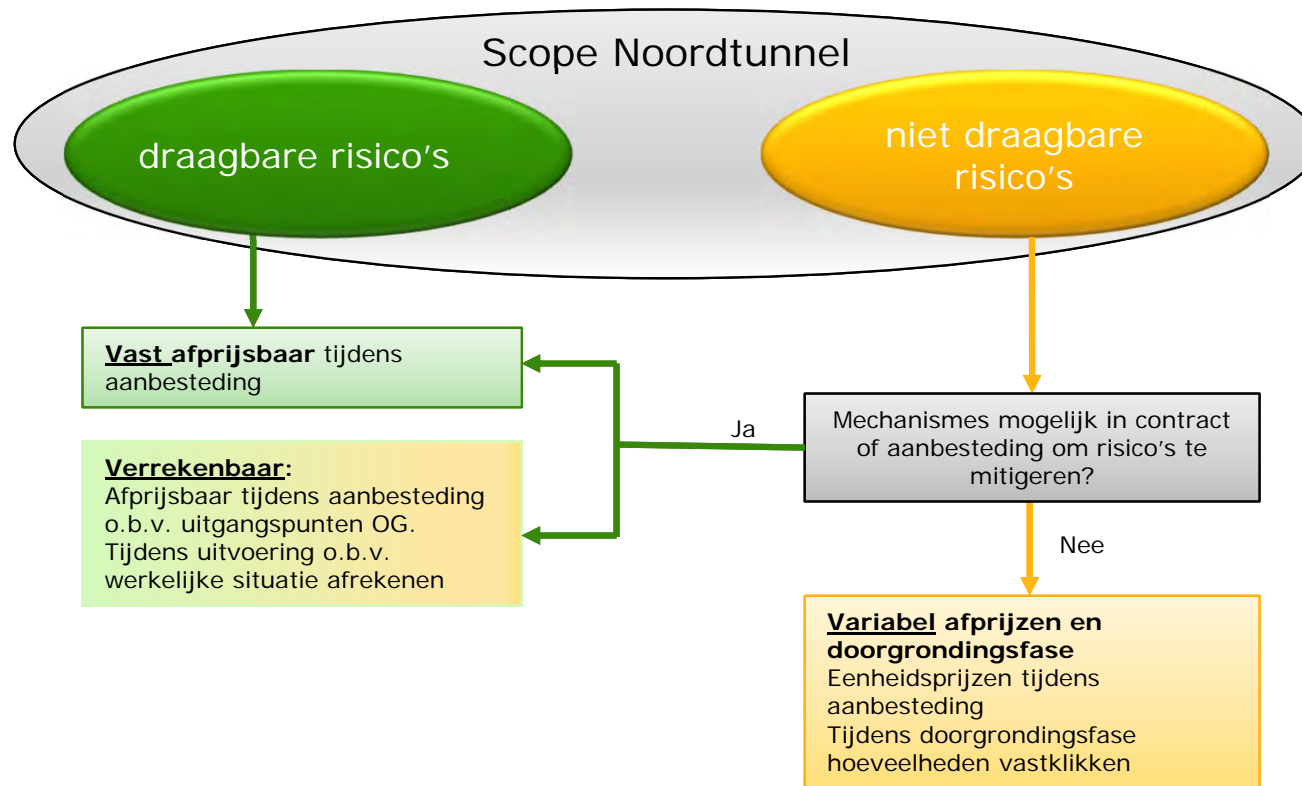 Scope Noordtunnel
draagbare risico's
niet draagbare
risico's
Vast afprijsbaar tijdens
aanbesteding
Ja
Mechanismes mogelijk in contract
of aanbesteding om risico's te
mitigeren?
Verrekenbaar:
Afprijsbaar tijdens aanbesteding
o.b.v. uitgangspunten OG.
Tijdens uitvoering o.b.v.
werkelijke situatie afrekenen
Nee
Variabel afprijzen en
doorgrondingsfase
Eenheidsprijzen tijdens
aanbesteding
Tijdens doorgrondingsfase
hoeveelheden vastklikken